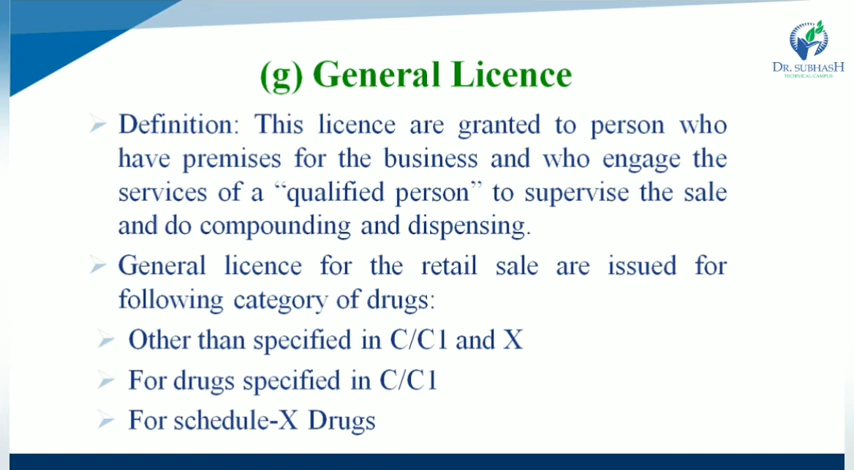 DR. SUBHASH
TECHNICAL CAMPUS
(g) General Licence
Definition: This licence are granted to person who
have premises for the business and who engage the
services of a “qualified person” to supervise the sale
and do compounding and dispensing.
General licence for the retail sale are issued for
following category of drugs:
Other than specified in C/C1 and X
For drugs specified in C/C1
For schedule-X Drugs